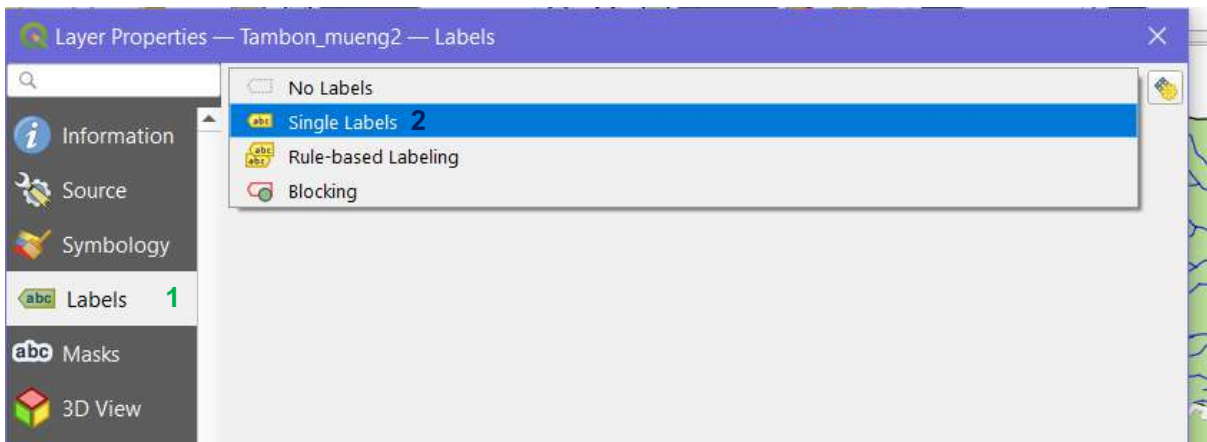 Layer Properties — Tambon_mueng2 — Labels
No Labels
Single Labels 2
Rule-based Labeling
Blocking
Information
Source
Symbology
abc Labels 1
abc Masks
3D View